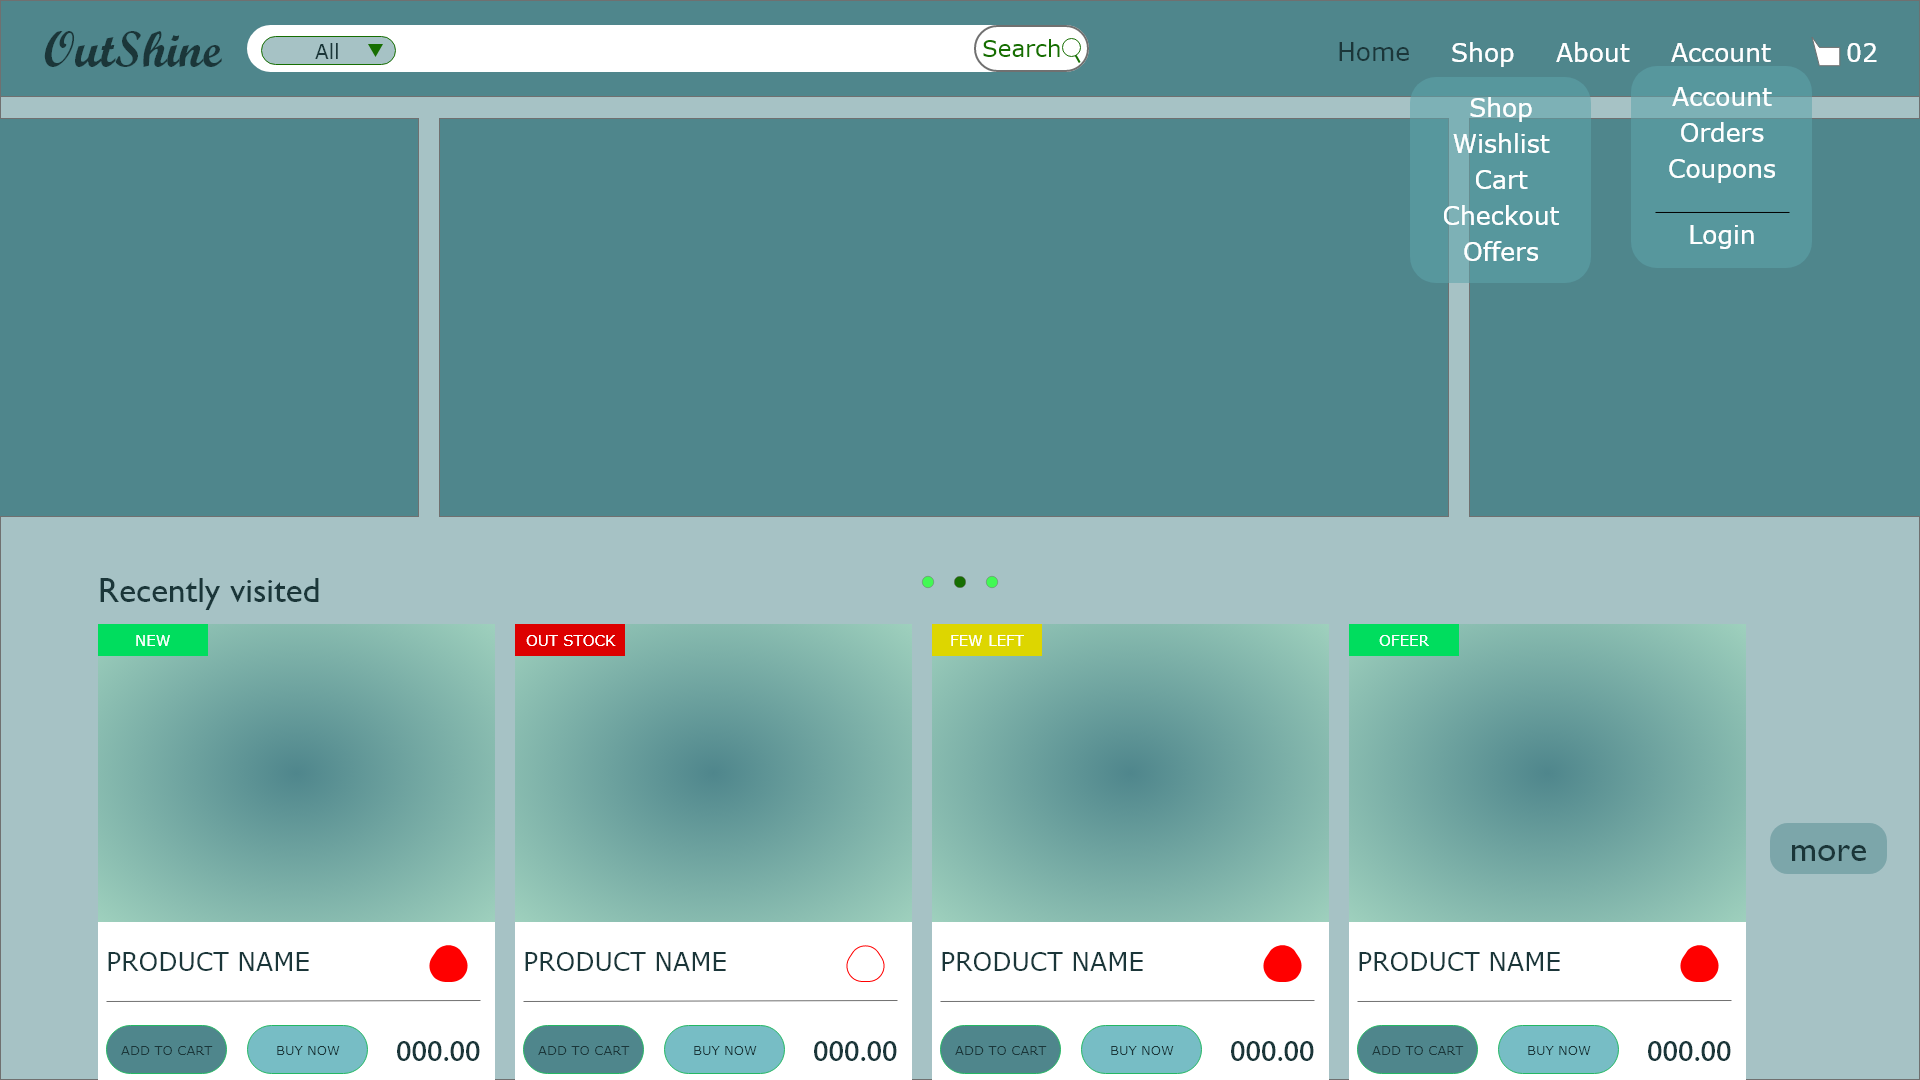 OutShine
All
Search
Home
Shop
About
Account
02
Shop
Wishlist
Cart
Checkout
Offers
Account
Orders
Coupons
Login
Recently visited
NEW
OUT STOCK
FEW LEFT
OFEER
more
PRODUCT NAME
PRODUCT NAME
PRODUCT NAME
PRODUCT NAME
ADD TO CART
BUY NOW
000.00
ADD TO CART
BUY NOW
000.00
ADD TO CART
BUY NOW
000.00
ADD TO CART
BUY NOW
000.00